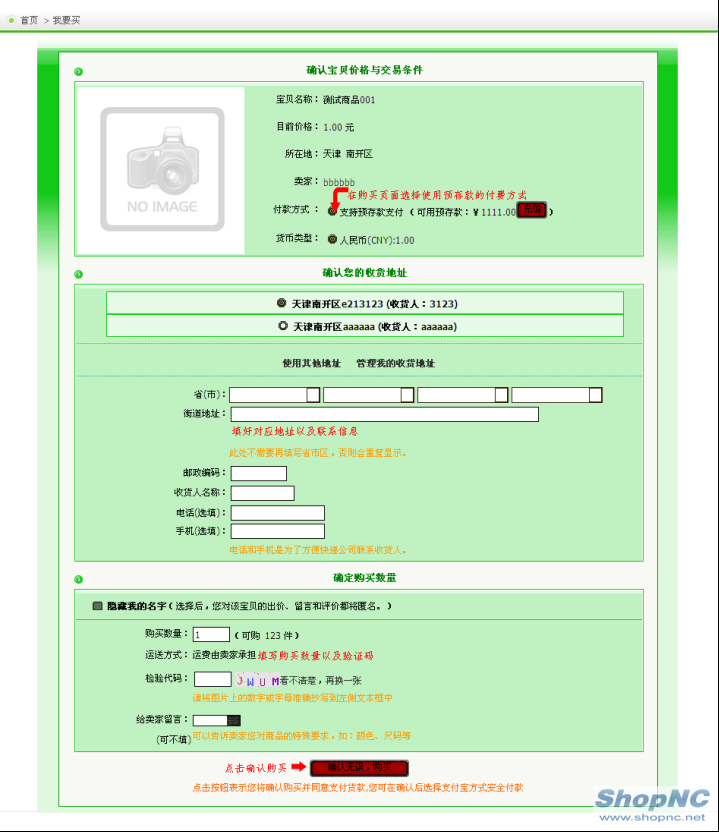 首页 > 我要买
确认宝贝价格与交易条件
NO IMAGE
宝贝名称：测试商品001
目前价格：1.00 元
所在地：天津 南开区
卖家：bbbbbb
在购买页面选择使用预存款的付费方式
付款方式： 支持预存款支付（可用预存款：¥1111.00 充值）
货币类型： 人民币(CNY):1.00
确认您的收货地址
天津南开区e213123 (收货人：3123)
天津南开区aaaaaa (收货人：aaaaaa)
使用其他地址 管理我的收货地址
省(市)：
街道地址：
填好对应地址以及联系信息
此处不需要再填写省市区，否则会重复显示。
邮政编码：
收货人名称：
电话(选填)：
手机(选填)：
电话和手机是为了方便快递公司联系收货人。
确定购买数量
隐藏我的名字（选择后，您对该宝贝的出价、留言和评价都将匿名。）
购买数量：1（可购 123 件）
运送方式：运费由卖家承担 填写购买数量以及验证码
检验代码： JWUM 看不清楚，再换一张
请将图片上的数字或字母准确抄写到左侧文本框中
给卖家留言：
(可不填) 可以告诉卖家您对商品的特殊要求，如：颜色、尺码等
点击确认购买 确认无误，购买
点击按钮表示您将确认购买并同意支付货款,您可在确认后选择支付宝方式安全付款
ShopNC
www.shopnc.net